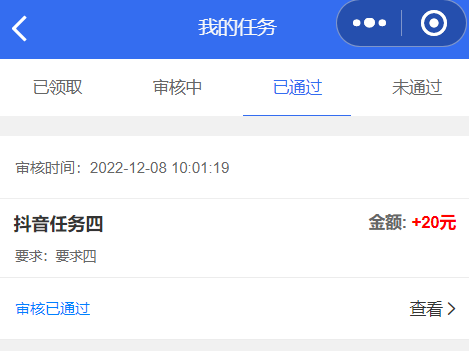 我的任务
已领取 审核中 已通过 未通过
审核时间：2022-12-08 10:01:19
抖音任务四 金额: +20元
要求：要求四
审核已通过 查看